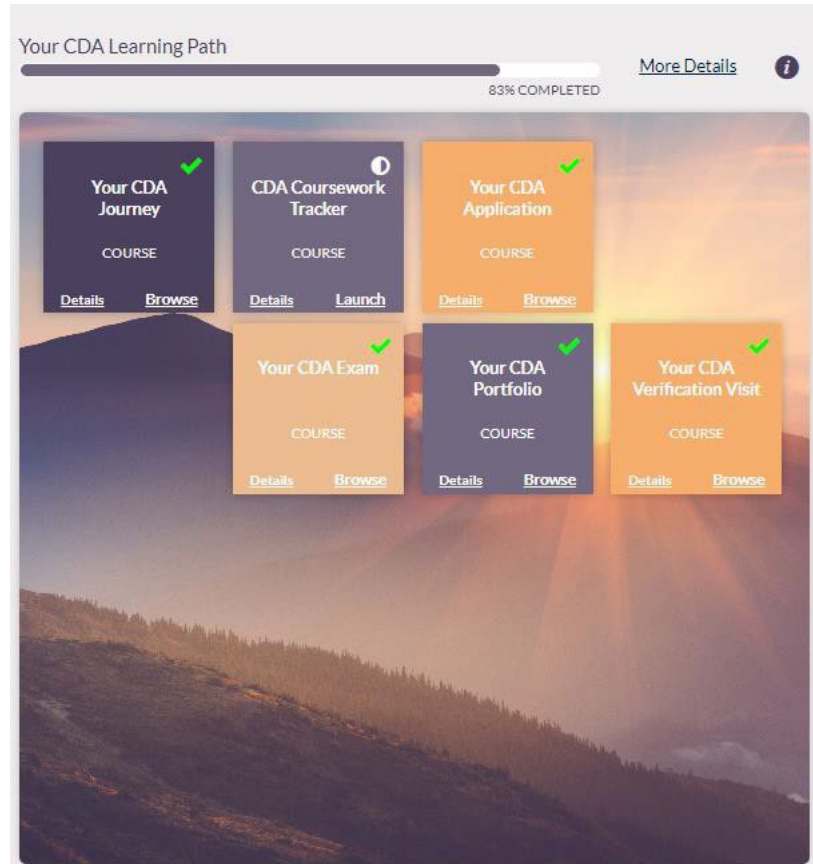 Your CDA Learning Path
More Details
i
83% COMPLETED
Your CDA
Journey
COURSE
Details Browse
CDA Coursework
Tracker
COURSE
Details Launch
Your CDA
Application
COURSE
Details Browse
Your CDA Exam
COURSE
Details Browse
Your CDA
Portfolio
COURSE
Details Browse
Your CDA
Verification Visit
COURSE
Details Browse